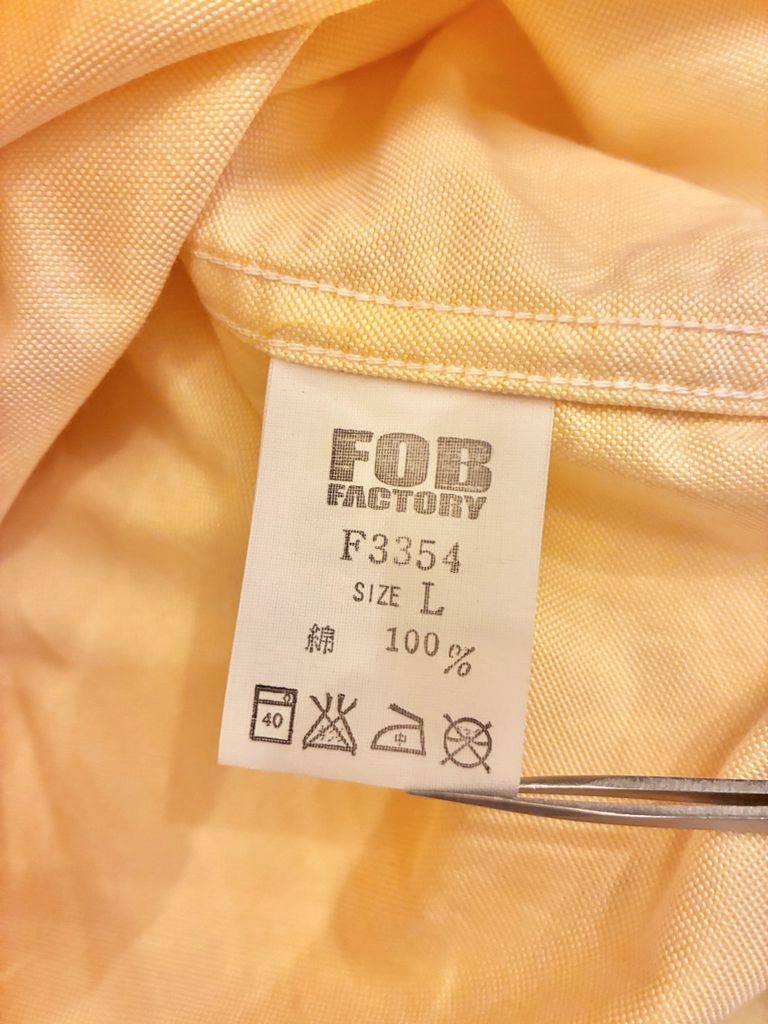 FOB
FACTORY
F3354
SIZE L
綿 100%
40 中